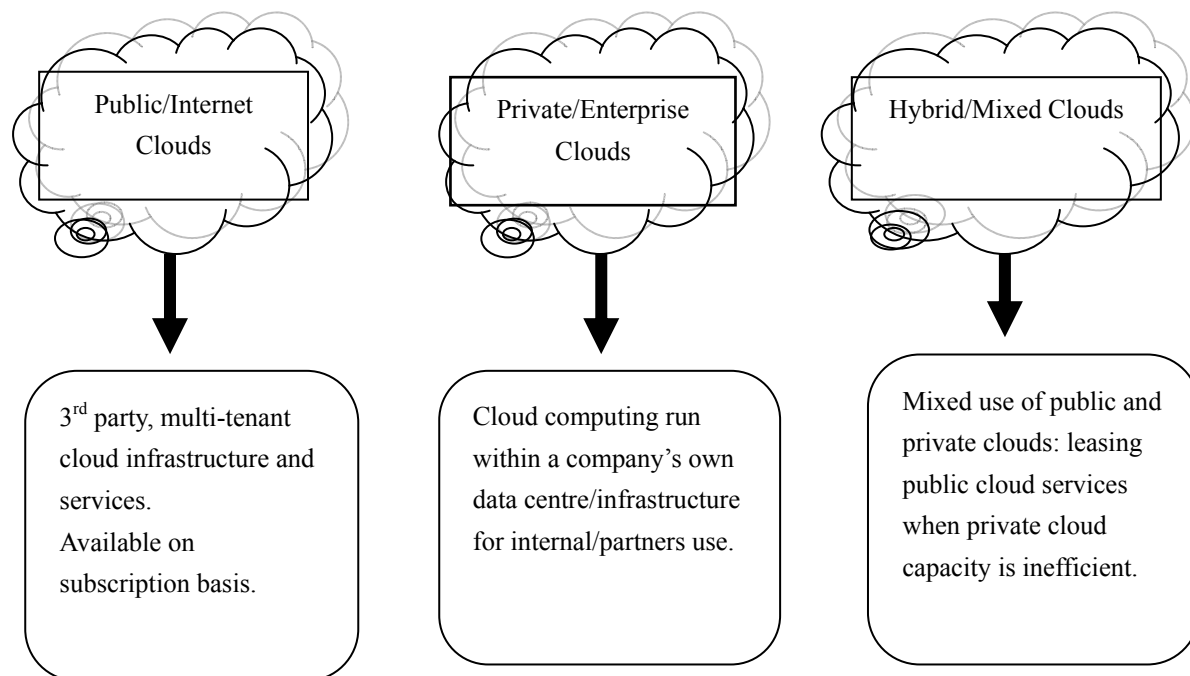 Public/Internet
Clouds
Private/Enterprise
Clouds
Hybrid/Mixed Clouds
3rd party, multi-tenant
cloud infrastructure and
services.
Available on
subscription basis.
Cloud computing run
within a company’s own
data centre/infrastructure
for internal/partners use.
Mixed use of public and
private clouds: leasing
public cloud services
when private cloud
capacity is inefficient.